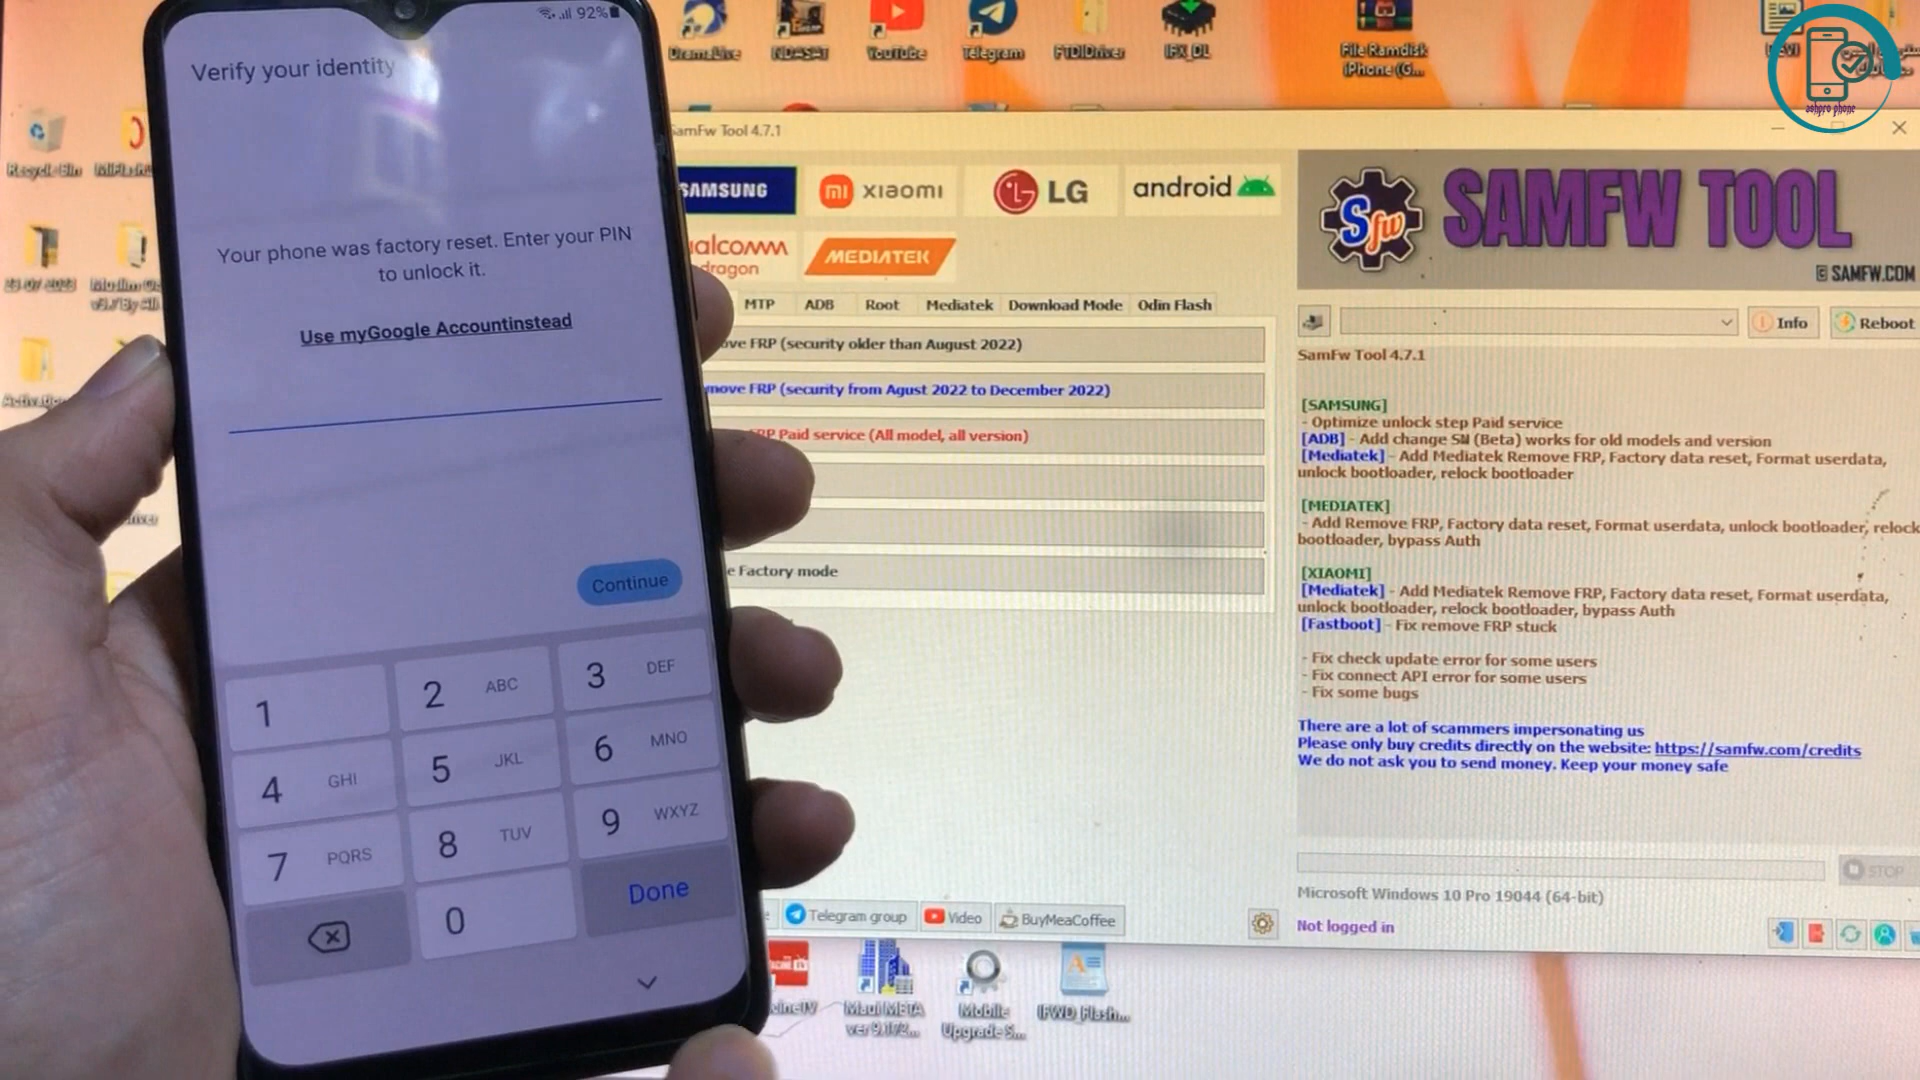 92%
Verify your identity
Your phone was factory reset. Enter your PIN
to unlock it.
Use myGoogle Accountinstead
Continue
1
2 ABC
3 DEF
4 GHI
5 JKL
6 MNO
7 PQRS
8 TUV
9 WXYZ
0
Done
YouTube
Telegram
FTDIDriver
IFX_DL
File Ramdisk
iPhone (G...
ashpro phone
Recycle Bin
SamFw Tool 4.7.1
SAMSUNG
xiaomi
LG
android
MEDIATEK
MTP
ADB
Root
Mediatek
Download Mode
Odin Flash
ove FRP (security older than August 2022)
move FRP (security from Agust 2022 to December 2022)
FRP Paid service (All model, all version)
e Factory mode
Telegram group
Video
BuyMeaCoffee
Sfw
SAMFW TOOL
© SAMFW.COM
Info
Reboot
SamFw Tool 4.7.1
[SAMSUNG]
- Optimize unlock step Paid service
[ADB] - Add change SN (Beta) works for old models and version
[Mediatek] - Add Mediatek Remove FRP, Factory data reset, Format userdata,
unlock bootloader, relock bootloader
[MEDIATEK]
- Add Remove FRP, Factory data reset, Format userdata, unlock bootloader, relock
bootloader, bypass Auth
[XIAOMI]
[Mediatek] - Add Mediatek Remove FRP, Factory data reset, Format userdata,
unlock bootloader, relock bootloader, bypass Auth
[Fastboot] - Fix remove FRP stuck
- Fix check update error for some users
- Fix connect API error for some users
- Fix some bugs
There are a lot of scammers impersonating us
Please only buy credits directly on the website: https://samfw.com/credits
We do not ask you to send money. Keep your money safe
STOP
Microsoft Windows 10 Pro 19044 (64-bit)
Not logged in
Maui META
Mobile
Upgrade S...